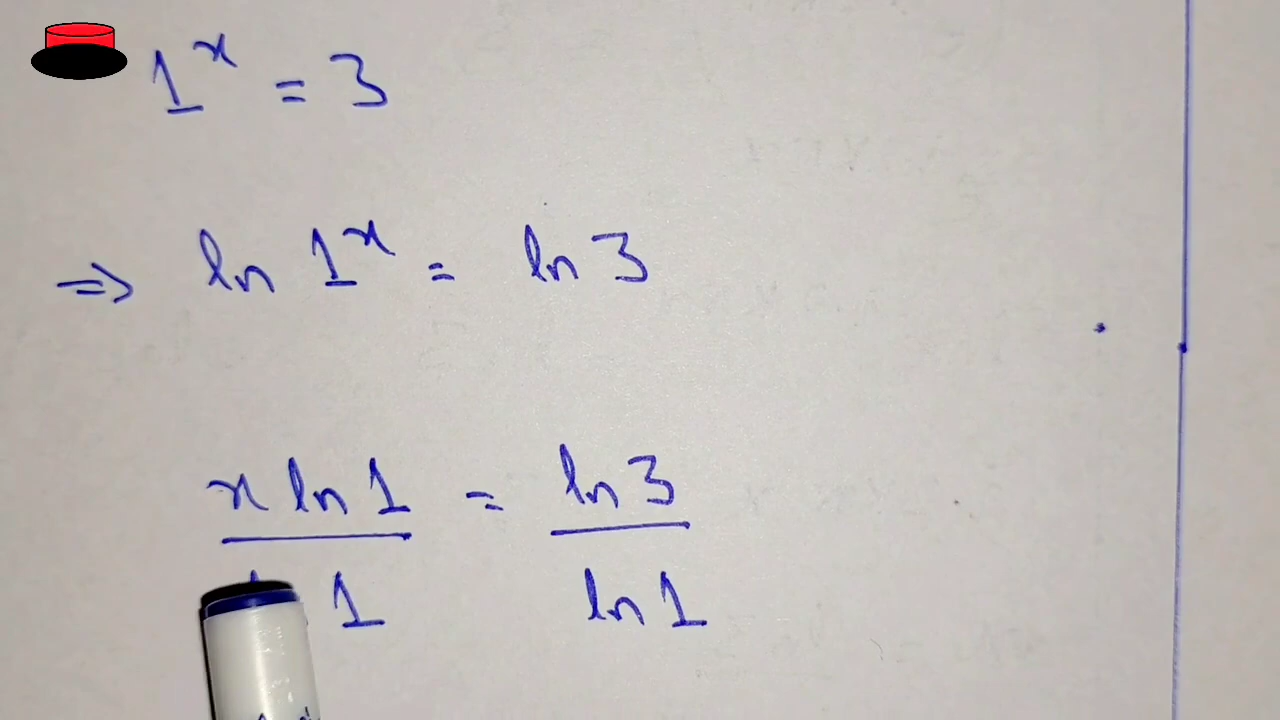 1^x = 3
⇒ ln 1^x = ln 3
x ln 1 = ln 3
1 ln 1